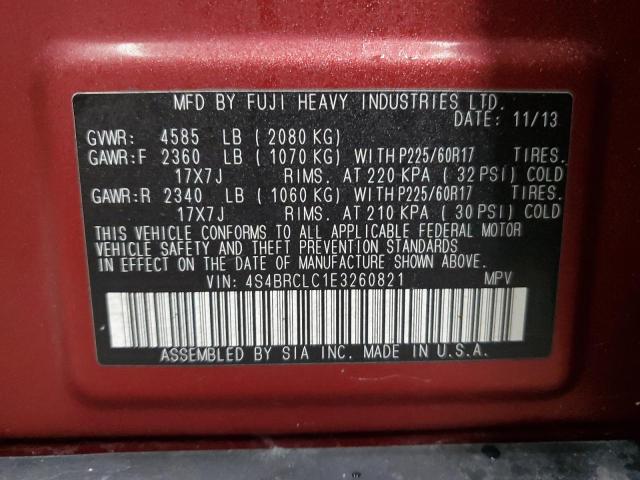 MFD BY FUJI HEAVY INDUSTRIES LTD.
DATE: 11/13
GVWR: 4585 LB (2080 KG)
GAWR:F 2360 LB (1070 KG) WITH P225/60R17 TIRES.
17X7J RIMS. AT 220 KPA (32 PSI) COLD
GAWR:R 2340 LB (1060 KG) WITH P225/60R17 TIRES.
17X7J RIMS. AT 210 KPA (30 PSI) COLD
THIS VEHICLE CONFORMS TO ALL APPLICABLE FEDERAL MOTOR
VEHICLE SAFETY AND THEFT PREVENTION STANDARDS
IN EFFECT ON THE DATE OF MANUFACTURE SHOWN ABOVE.
VIN: 4S4BRCLC1E3260821 MPV
ASSEMBLED BY SIA INC. MADE IN U.S.A.